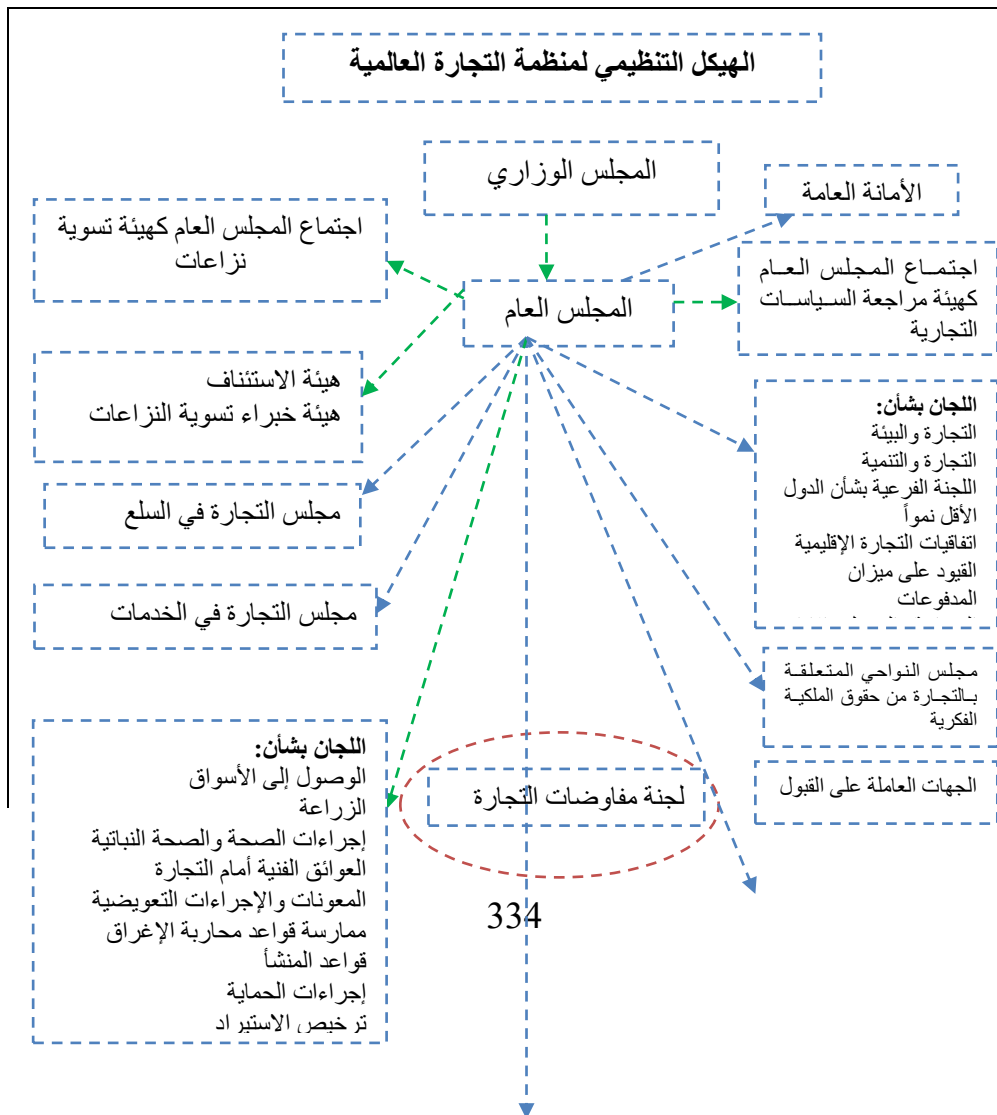 الهيكل التنظيمي لمنظمة التجارة العالمية
المجلس الوزاري
الأمانة العامة
اجتماع المجلس العام كهيئة تسوية
نزاعات
اجتماع المجلس العام
كهيئة مراجعة السياسات
التجارية
المجلس العام
هيئة الاستئناف
هيئة خبراء تسوية النزاعات
اللجان بشأن:
التجارة والبيئة
التجارة والتنمية
اللجنة الفرعية بشأن الدول
الأقل نمواً
اتفاقيات التجارة الإقليمية
القيود على ميزان
المدفوعات
مجلس التجارة في السلع
مجلس التجارة في الخدمات
مجلس النواحي المتعلقة
بالتجارة من حقوق الملكية
الفكرية
الجهات العاملة على القبول
لجنة مفاوضات التجارة
اللجان بشأن:
الوصول إلى الأسواق
الزراعة
إجراءات الصحة والصحة النباتية
العوائق الفنية أمام التجارة
المعونات والإجراءات التعويضية
ممارسة قواعد محاربة الإغراق
قواعد المنشأ
إجراءات الحماية
ترخيص الاستيراد
334